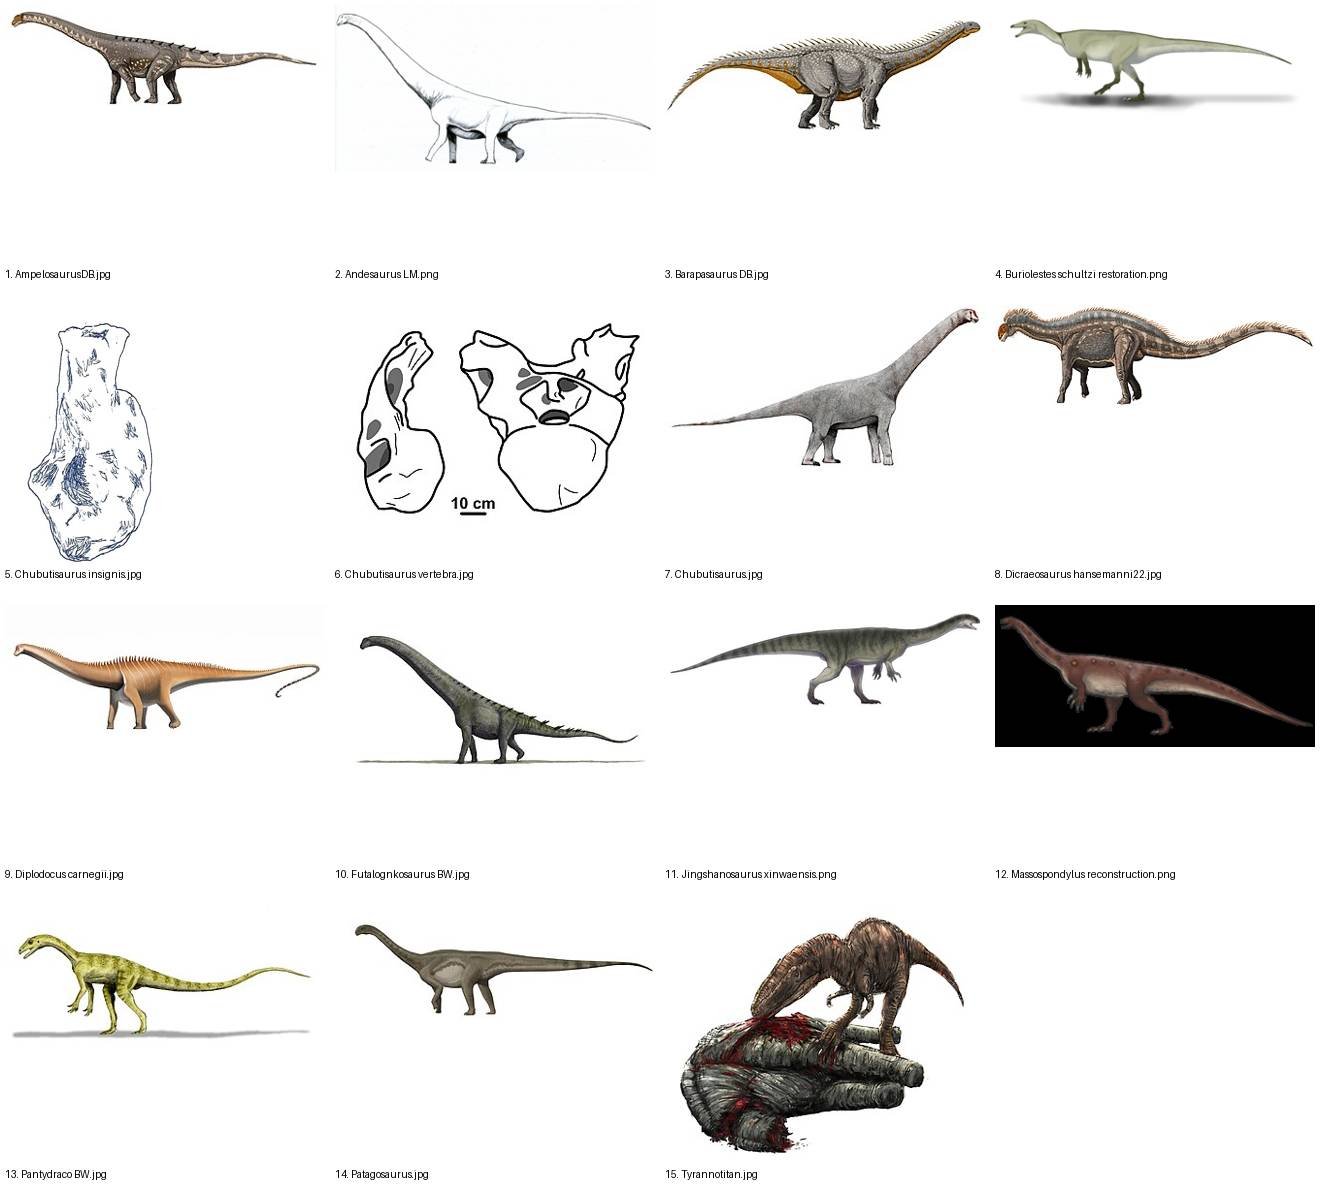 1. AmpelosaurusDB.jpg
2. Andesaurus LM.png
3. Barapasaurus DB.jpg
4. Buriolestes schultzi restoration.png
10 cm
5. Chubutisaurus insignis.jpg
6. Chubutisaurus vertebra.jpg
7. Chubutisaurus.jpg
8. Dicraeosaurus hansemanni22.jpg
9. Diplodocus carnegii.jpg
10. Futalognkosaurus BW.jpg
11. Jingshanosaurus xinwaensis.png
12. Massospondylus reconstruction.png
13. Pantydraco BW.jpg
14. Patagosaurus.jpg
15. Tyrannotitan.jpg